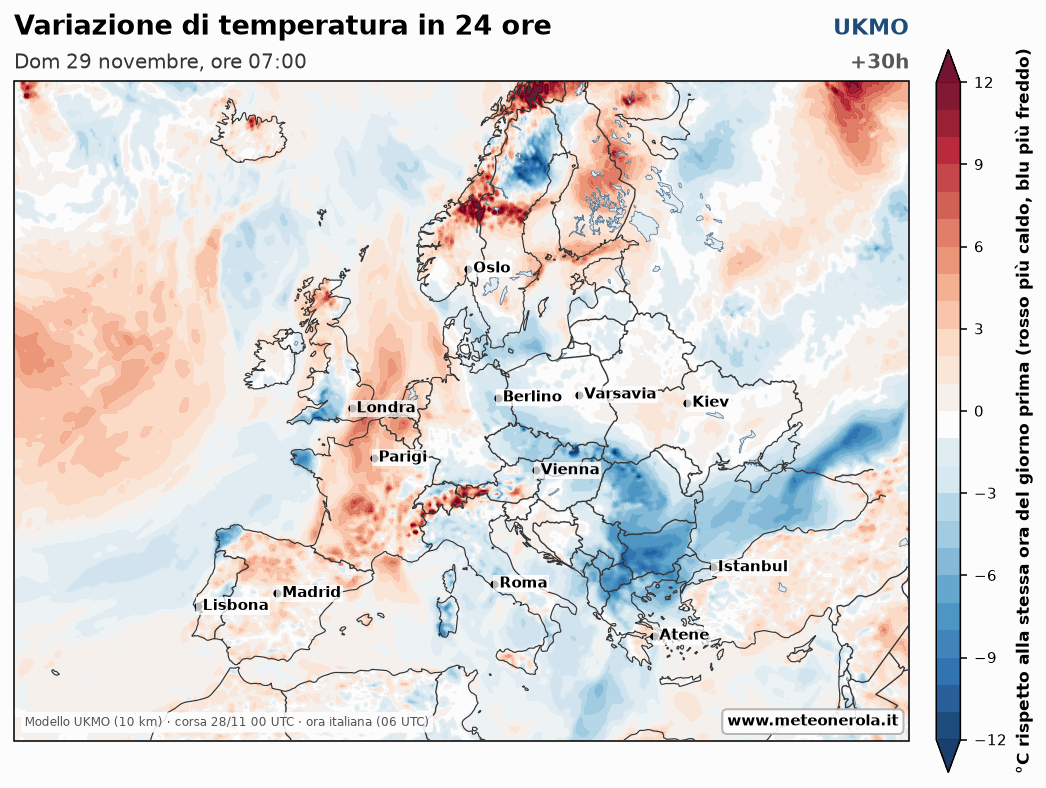 Variazione di temperatura in 24 ore
UKMO
Dom 29 novembre, ore 07:00
+30h
Oslo
Londra
Berlino
Varsavia
Kiev
Parigi
Vienna
Madrid
Lisbona
Roma
Istanbul
Atene
Modello UKMO (10 km) · corsa 28/11 00 UTC · ora italiana (06 UTC)
www.meteonerola.it
12
9
6
3
0
−3
−6
−9
−12
°C rispetto alla stessa ora del giorno prima (rosso più caldo, blu più freddo)